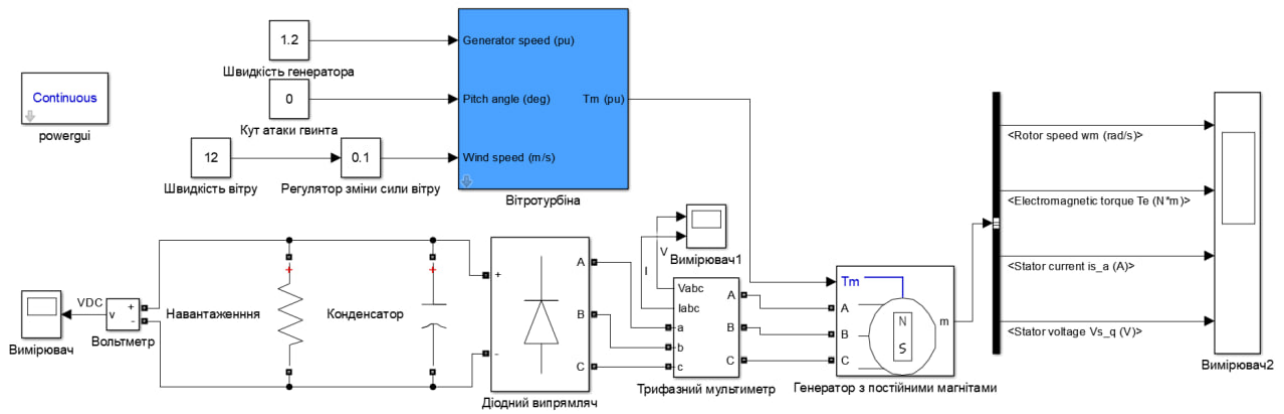 Continuous
powergui
1.2
Швидкість генератора
0
Кут атаки гвинта
12
Швидкість вітру
0.1
Регулятор зміни сили вітру
Generator speed (pu)
Pitch angle (deg)
Tm (pu)
Wind speed (m/s)
Вітротурбіна
<Rotor speed wm (rad/s)>
<Electromagnetic torque Te (N*m)>
<Stator current is_a (A)>
<Stator voltage Vs_q (V)>
Вимірювач2
V
I
Вимірювач1
VDC
v
+
-
Вимірювач
Вольтметр
Навантаженння
+
Конденсатор
+
+
-
A
B
C
Діодний випрямляч
Vabc
Iabc
a
b
c
A
B
C
Трифазний мультиметр
Tm
A
B
C
N
S
m
Генератор з постійними магнітами